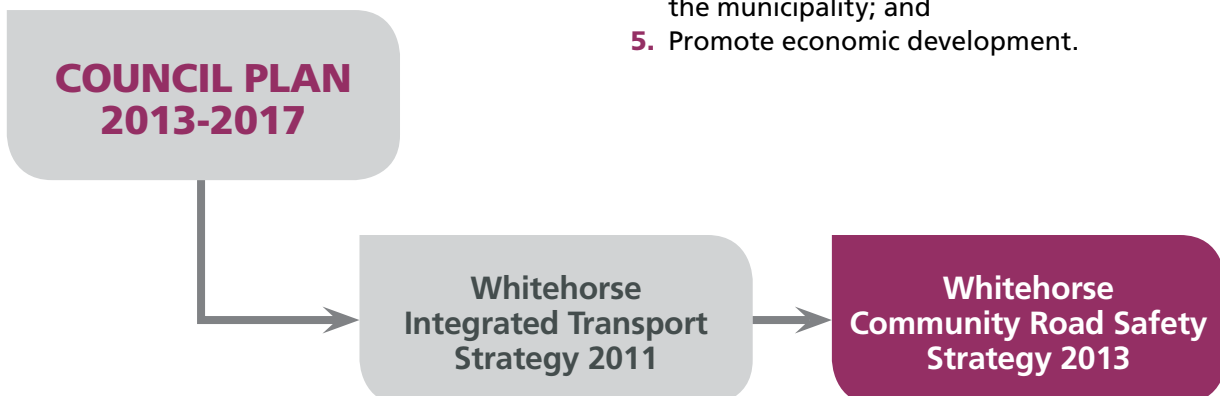 the municipality; and
5. Promote economic development.
COUNCIL PLAN
2013-2017
Whitehorse
Integrated Transport
Strategy 2011
Whitehorse
Community Road Safety
Strategy 2013